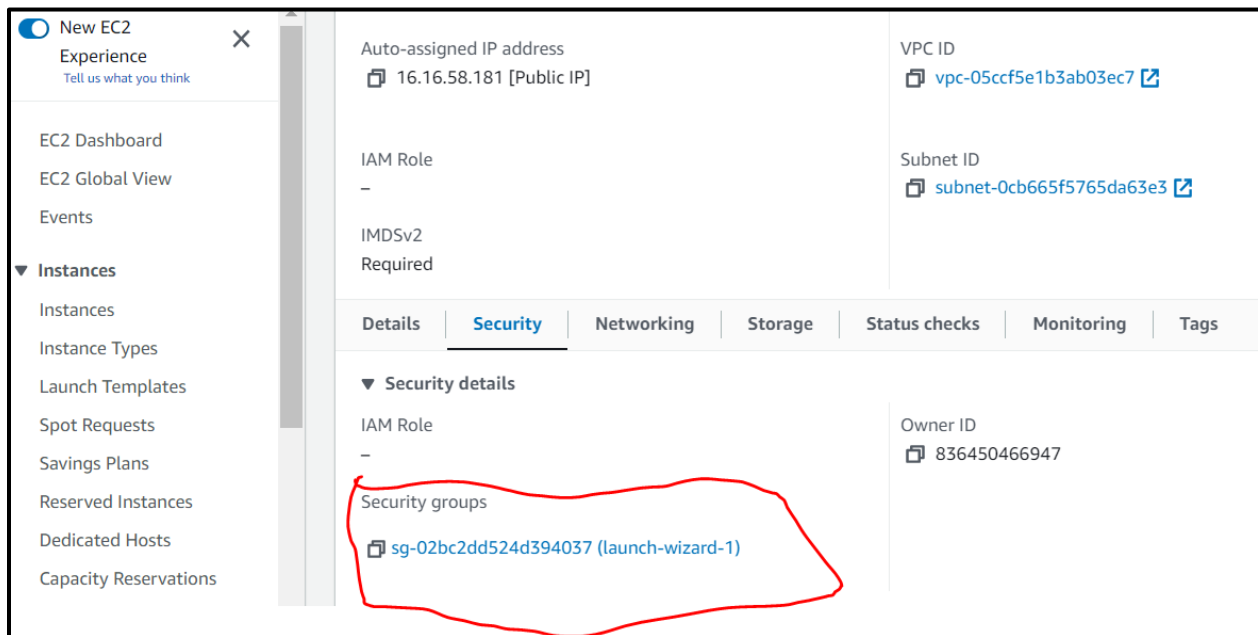 New EC2
Experience
Tell us what you think
EC2 Dashboard
EC2 Global View
Events
Instances
Instances
Instance Types
Launch Templates
Spot Requests
Savings Plans
Reserved Instances
Dedicated Hosts
Capacity Reservations
Auto-assigned IP address
16.16.58.181 [Public IP]
VPC ID
vpc-05ccf5e1b3ab03ec7
IAM Role
–
Subnet ID
subnet-0cb665f5765da63e3
IMDSv2
Required
Details Security Networking Storage Status checks Monitoring Tags
Security details
IAM Role
–
Owner ID
836450466947
Security groups
sg-02bc2dd524d394037 (launch-wizard-1)